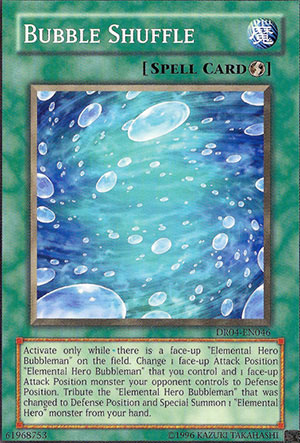 BUBBLE SHUFFLE
魔
[SPELL CARD]
DR04-EN046
Activate only while there is a face-up "Elemental Hero
Bubbleman" on the field. Change 1 face-up Attack Position
"Elemental Hero Bubbleman" that you control and 1 face-up
Attack Position monster your opponent controls to Defense
Position. Tribute the "Elemental Hero Bubbleman" that was
changed to Defense Position and Special Summon 1 "Elemental
Hero" monster from your hand.
61968753 ©1996 KAZUKI TAKAHASHI